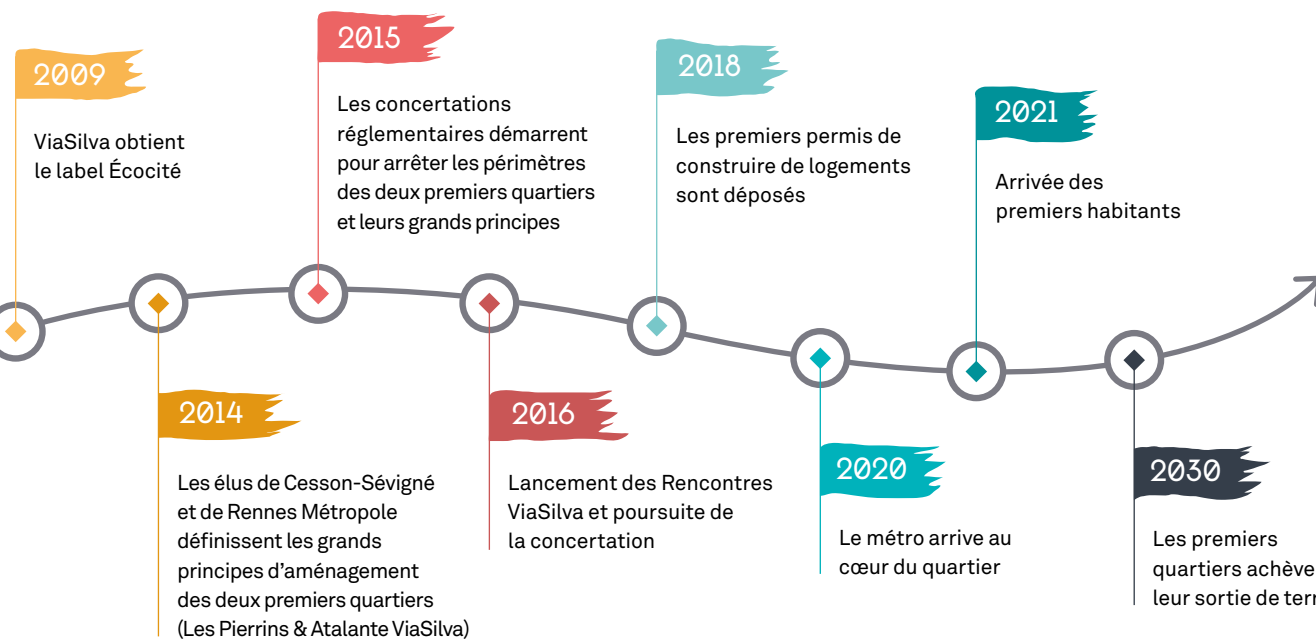 2009
ViaSilva obtient
le label Écocité
2014
Les élus de Cesson-Sévigné
et de Rennes Métropole
définissent les grands
principes d’aménagement
des deux premiers quartiers
(Les Pierrins & Atalante ViaSilva)
2015
Les concertations
réglementaires démarrent
pour arrêter les périmètres
des deux premiers quartiers
et leurs grands principes
2016
Lancement des Rencontres
ViaSilva et poursuite de
la concertation
2018
Les premiers permis de
construire de logements
sont déposés
2020
Le métro arrive au
cœur du quartier
2021
Arrivée des
premiers habitants
2030
Les premiers
quartiers
leur sortie de